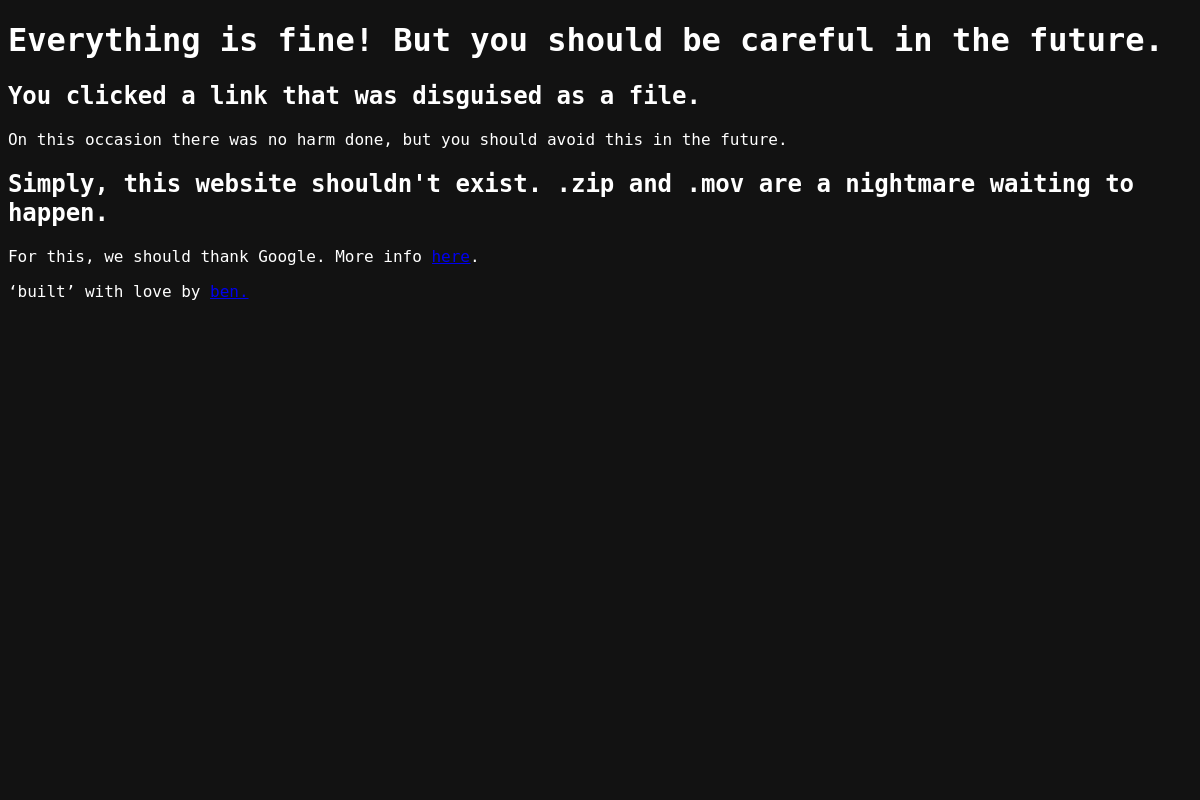 Everything is fine! But you should be careful in the future.
You clicked a link that was disguised as a file.
On this occasion there was no harm done, but you should avoid this in the future.
Simply, this website shouldn't exist. .zip and .mov are a nightmare waiting to
happen.
For this, we should thank Google. More info here.
‘built’ with love by ben.